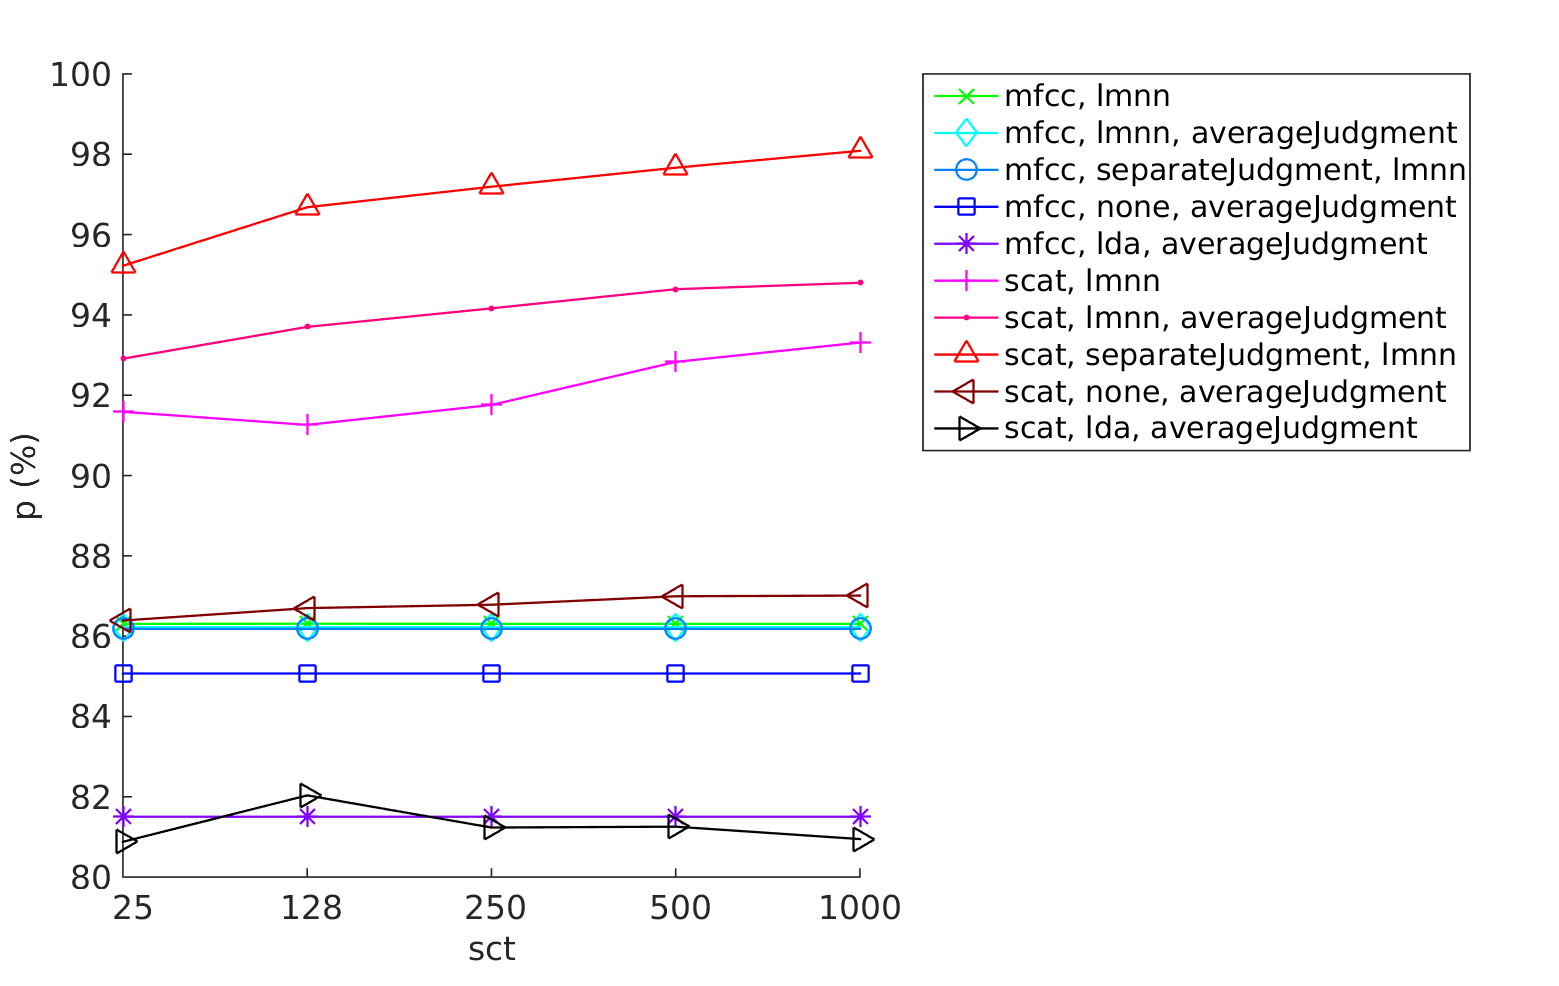 100
98
96
94
92
90
88
86
84
82
80
p (%)
25 128 250 500 1000
sct
mfcc, lmnn
mfcc, lmnn, averageJudgment
mfcc, separateJudgment, lmnn
mfcc, none, averageJudgment
mfcc, lda, averageJudgment
scat, lmnn
scat, lmnn, averageJudgment
scat, separateJudgment, lmnn
scat, none, averageJudgment
scat, lda, averageJudgment